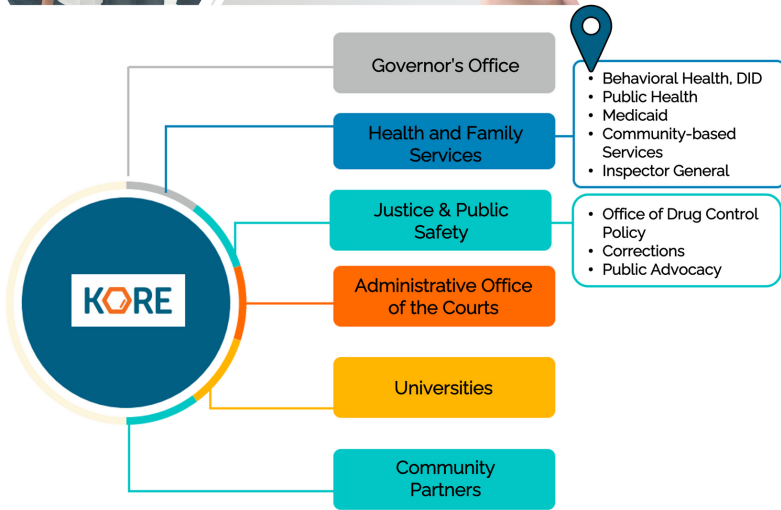 Governor's Office
Health and Family
Services
• Behavioral Health, DID
• Public Health
• Medicaid
• Community-based
Services
• Inspector General
Justice & Public
Safety
• Office of Drug Control
Policy
• Corrections
• Public Advocacy
KORE
Administrative Office
of the Courts
Universities
Community
Partners